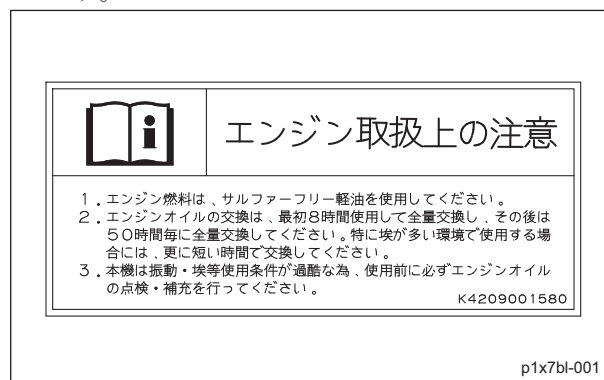 エンジン取扱上の注意
1．エンジン燃料は、サルファーフリー軽油を使用してください。
2．エンジンオイルの交換は、最初8時間使用して全量交換し、その後は
50時間毎に全量交換してください。特に埃が多い環境で使用する場
合には、更に短い時間で交換してください。
3．本機は振動・埃等使用条件が過酷な為、使用前に必ずエンジンオイル
の点検・補充を行ってください。
K4209001580
p1x7bl-001